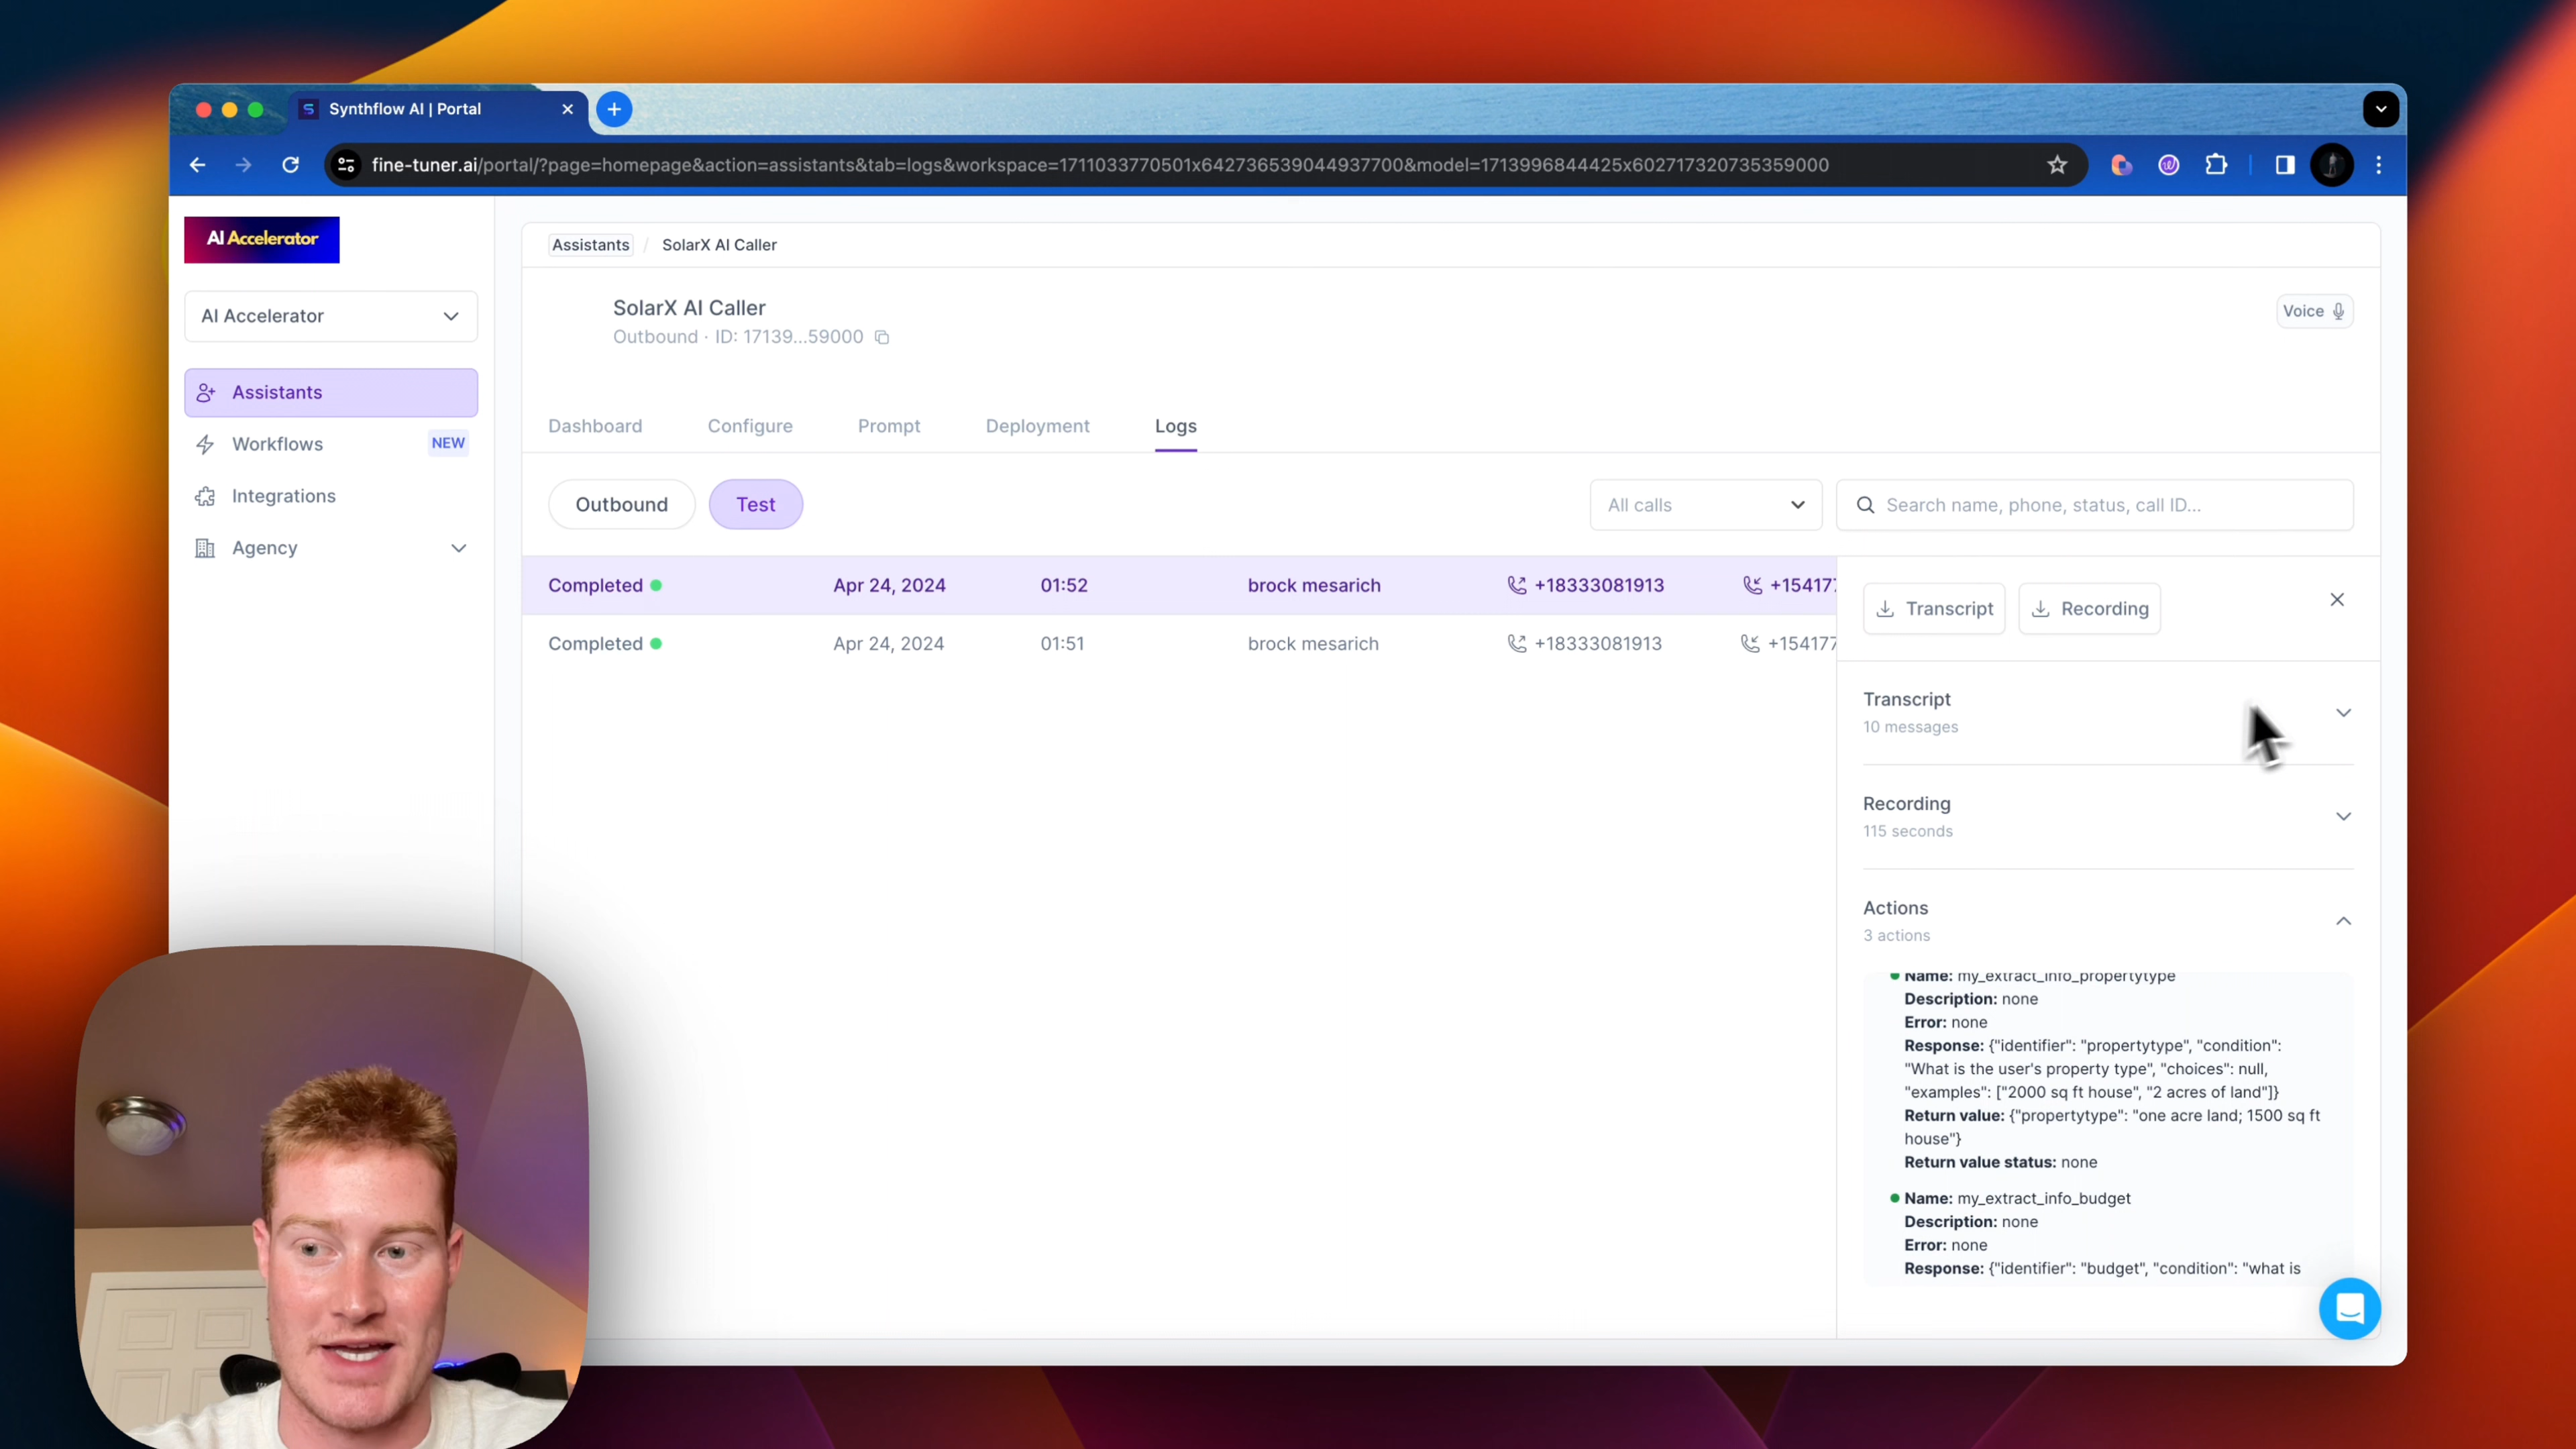 Synthflow AI | Portal
fine-tuner.ai/portal/?page=homepage&action=assistants&tab=logs&workspace=1711033770501x642736539044937700&model=1713996844425x602717320735359000
AI Accelerator
AI Accelerator
Assistants
Workflows NEW
Integrations
Agency
Assistants / SolarX AI Caller
SolarX AI Caller
Outbound · ID: 17139...59000
Voice
Dashboard Configure Prompt Deployment Logs
Outbound Test All calls Search name, phone, status, call ID...
Completed Apr 24, 2024 01:52 brock mesarich +18333081913 +15417
Completed Apr 24, 2024 01:51 brock mesarich +18333081913 +154177
Transcript Recording
Transcript
10 messages
Recording
115 seconds
Actions
3 actions
Name: my_extract_info_propertytype
Description: none
Error: none
Response: {"identifier": "propertytype", "condition":
"What is the user's property type", "choices": null,
"examples": ["2000 sq ft house", "2 acres of land"]}
Return value: {"propertytype": "one acre land; 1500 sq ft
house"}
Return value status: none
Name: my_extract_info_budget
Description: none
Error: none
Response: {"identifier": "budget", "condition": "what is